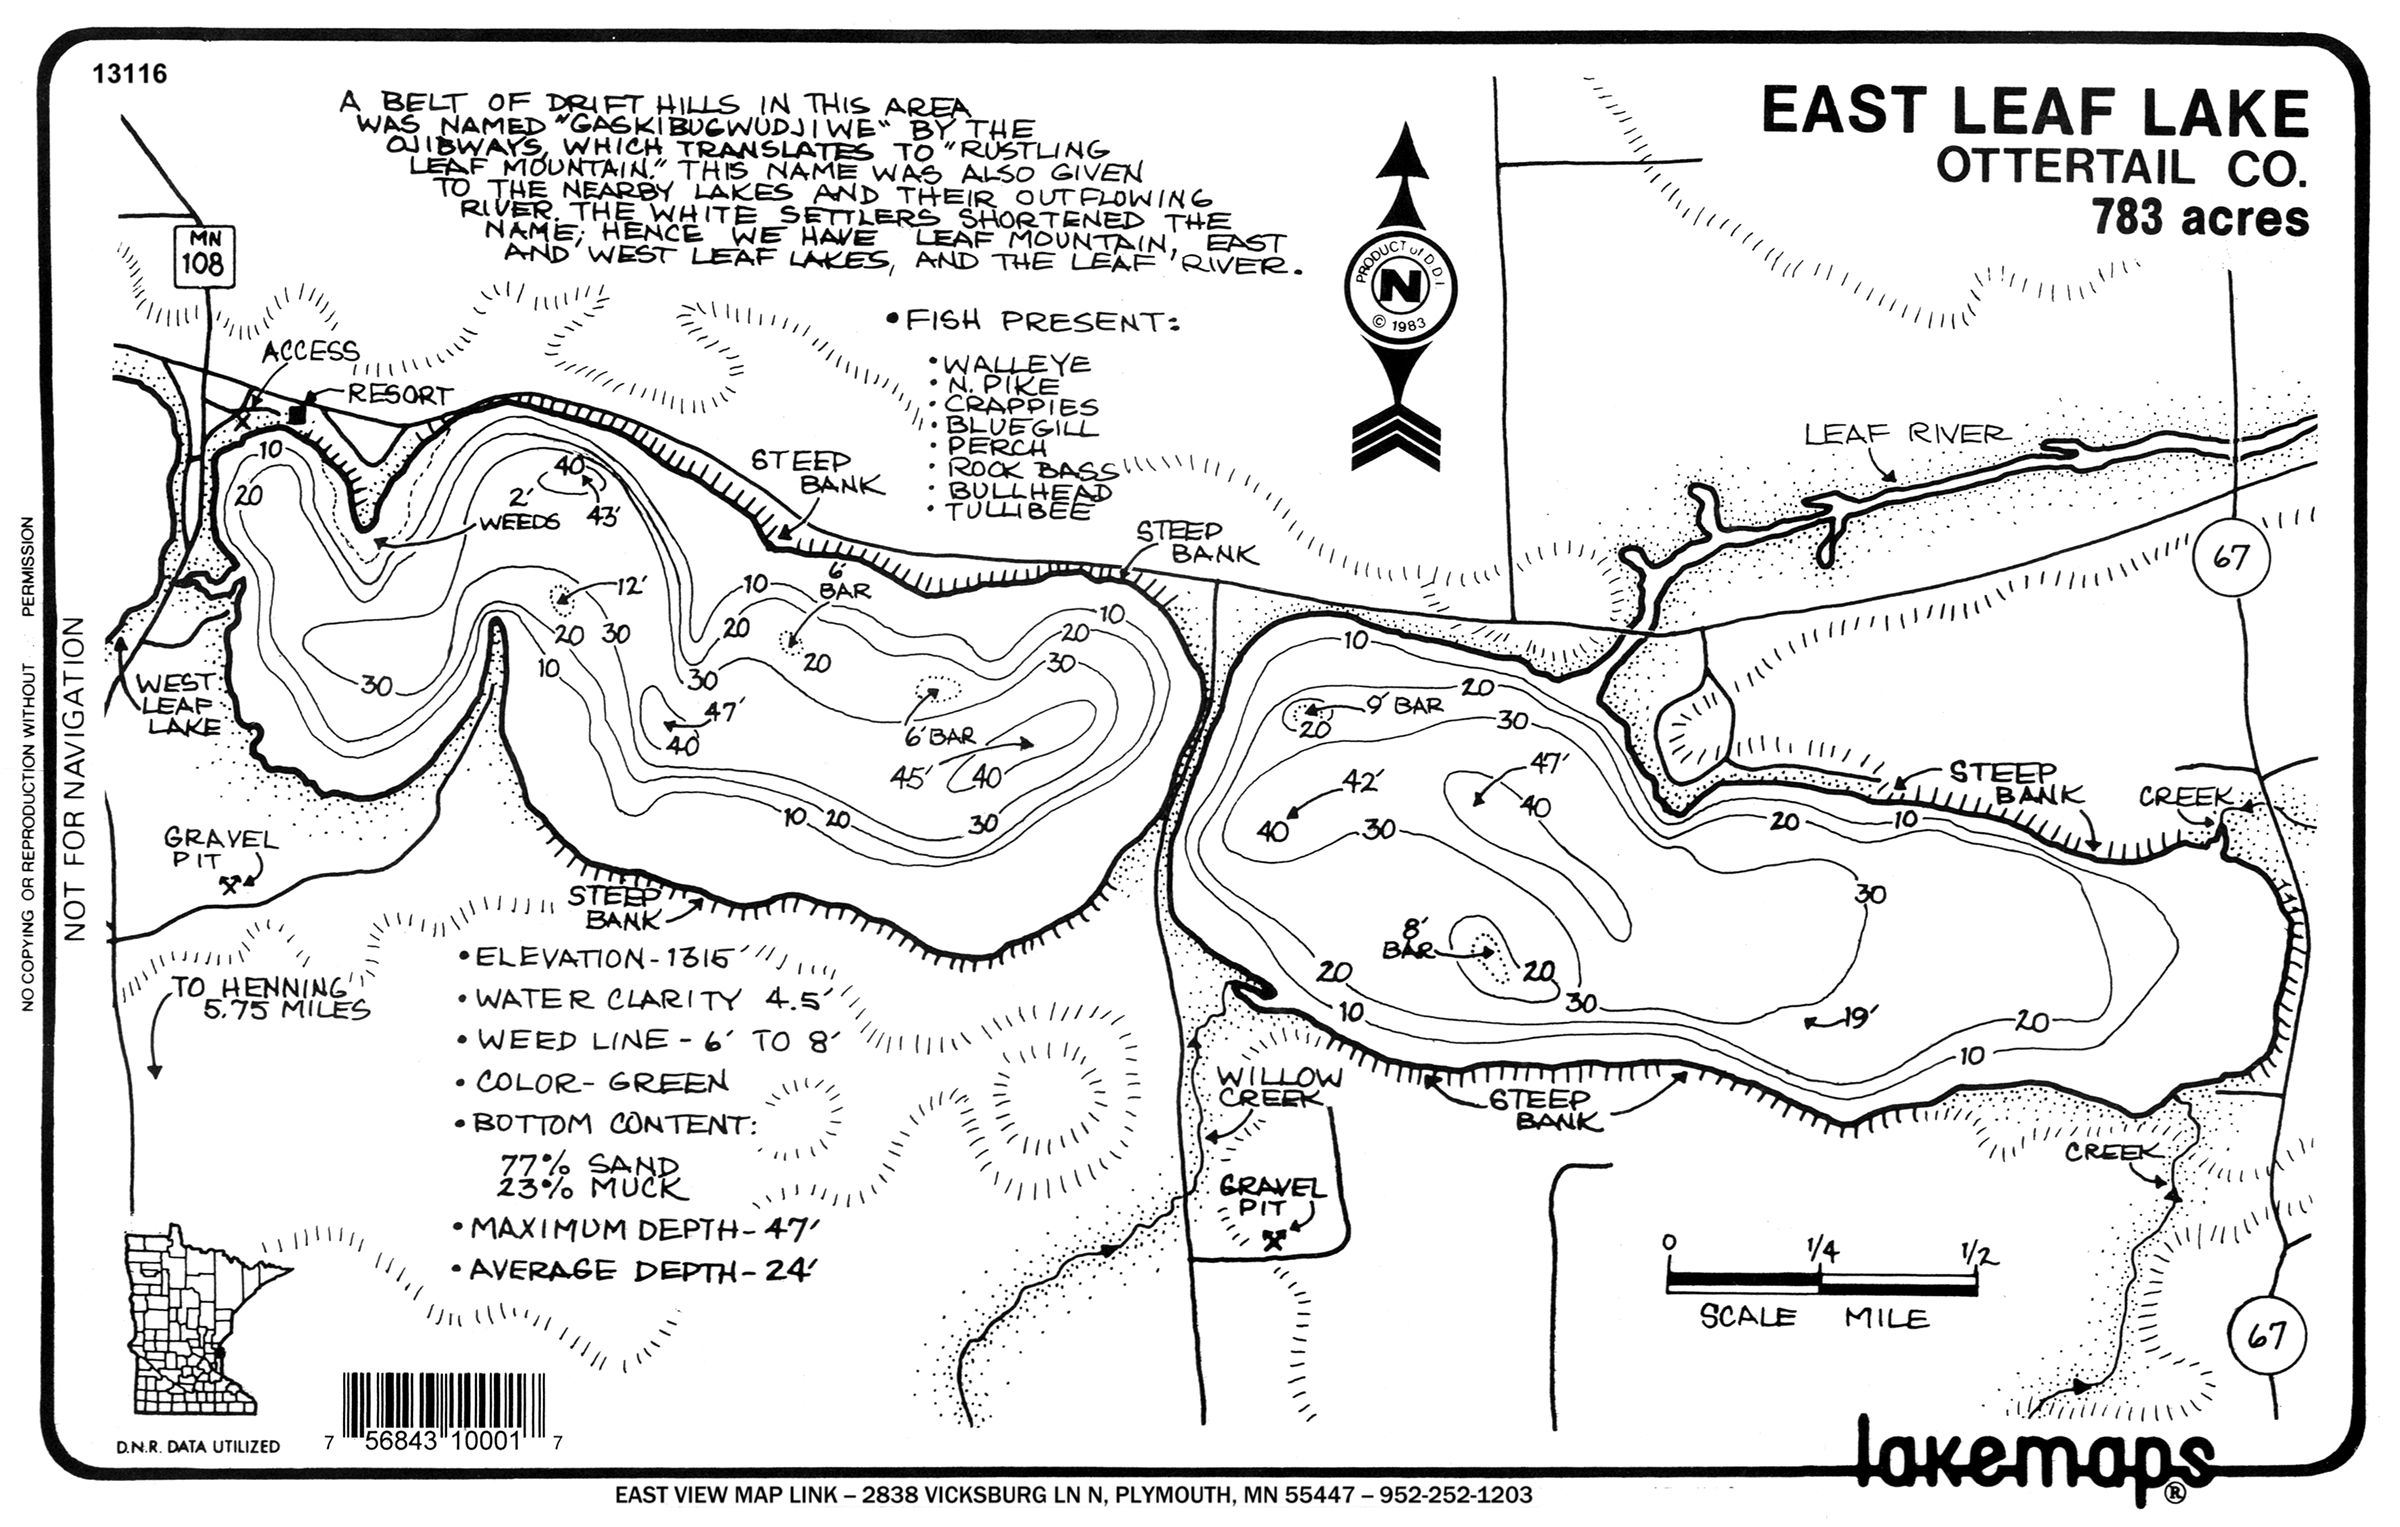 13116
EAST LEAF LAKE
OTTERTAIL CO.
783 acres
A BELT OF DRIFT HILLS IN THIS AREA
WAS NAMED "GASKIBUGWUDJIWE" BY THE
OJIBWAYS, WHICH TRANSLATES TO "RUSTLING
LEAF MOUNTAIN." THIS NAME WAS ALSO GIVEN
TO THE NEARBY LAKES AND THEIR OUTFLOWING
RIVER. THE WHITE SETTLERS SHORTENED THE
NAME; HENCE WE HAVE LEAF MOUNTAIN, EAST
AND WEST LEAF LAKES, AND THE LEAF RIVER.
PRODUCT of D.D.I.
N
© 1983
MN
108
• FISH PRESENT:
• WALLEYE
• N. PIKE
• CRAPPIES
• BLUEGILL
• PERCH
• ROCK BASS
• BULLHEAD
• TULLIBEE
ACCESS
RESORT
LEAF RIVER
10
20
2'
WEEDS
40
43'
STEEP
BANK
STEEP
BANK
67
12'
10
6'
BAR
20
30
20
10
20
10
20
30
30
10
30
47'
40
6' BAR
45'
40
10
20
30
WEST
LEAF
LAKE
10
20
9' BAR
20
30
42'
47'
40
40
30
20
10
30
STEEP
BANK
CREEK
8'
BAR
20
20
30
10
19'
20
10
GRAVEL
PIT
STEEP
BANK
TO HENNING
5.75 MILES
• ELEVATION - 1315'
• WATER CLARITY 4.5'
• WEED LINE - 6' TO 8'
• COLOR - GREEN
• BOTTOM CONTENT:
77% SAND
23% MUCK
• MAXIMUM DEPTH - 47'
• AVERAGE DEPTH - 24'
WILLOW
CREEK
STEEP
BANK
CREEK
GRAVEL
PIT
0 1/4 1/2
SCALE MILE
67
NOT FOR NAVIGATION
NO COPYING OR REPRODUCTION WITHOUT PERMISSION
D.N.R. DATA UTILIZED
7 56843 10001 7
lakemaps®
EAST VIEW MAP LINK – 2838 VICKSBURG LN N, PLYMOUTH, MN 55447 – 952-252-1203